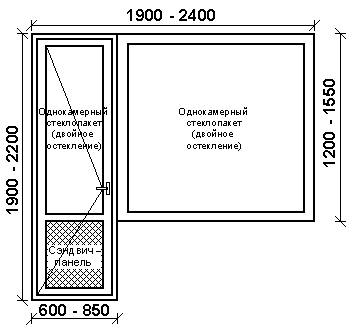 1900 - 2400
Однокамерный
стеклопакет
(двойное
остекление)
Однокамерный
стеклопакет
(двойное
остекление)
1900 - 2200
1200 - 1550
Сэндвич -
панель
600 - 850